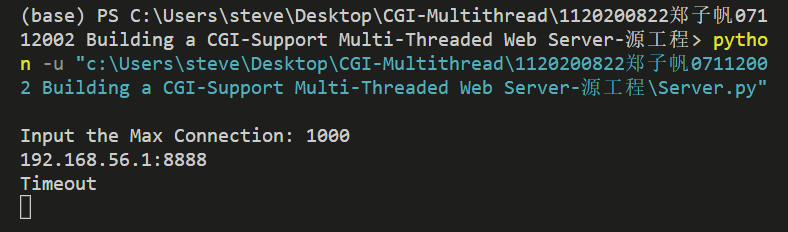 (base) PS C:\Users\steve\Desktop\CGI-Multithread\1120200822郑子帆071
12002 Building a CGI-Support Multi-Threaded Web Server-源工程> pytho
n -u "c:\Users\steve\Desktop\CGI-Multithread\1120200822郑子帆0711200
2 Building a CGI-Support Multi-Threaded Web Server-源工程\Server.py"
Input the Max Connection: 1000
192.168.56.1:8888
Timeout